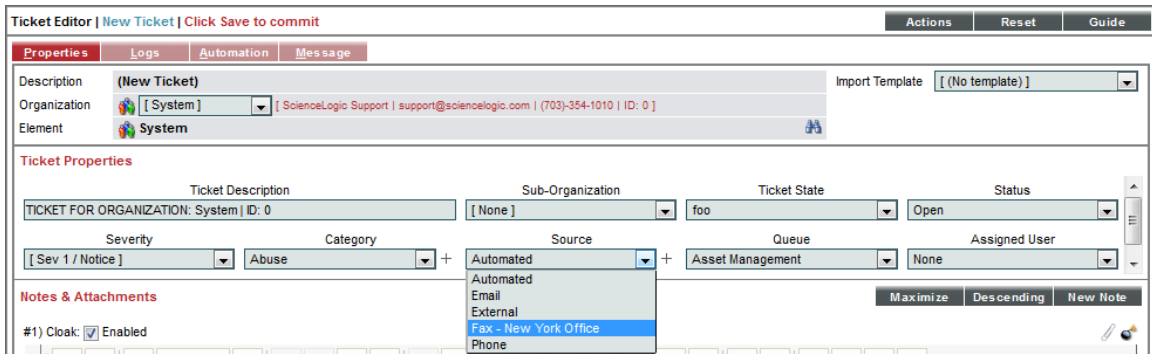 Ticket Editor | New Ticket | Click Save to commit
Actions Reset Guide
Properties Logs Automation Message
Description (New Ticket) Import Template [ (No template) ]
Organization [ System ] [ ScienceLogic Support | support@sciencelogic.com | (703)-354-1010 | ID: 0 ]
Element System
Ticket Properties
Ticket Description Sub-Organization Ticket State Status
TICKET FOR ORGANIZATION: System | ID: 0 [ None ] foo Open
Severity Category Source Queue Assigned User
[ Sev 1 / Notice ] Abuse + Automated + Asset Management None
Automated
Email
External
Fax - New York Office
Phone
Notes & Attachments Maximize Descending New Note
#1) Cloak: Enabled